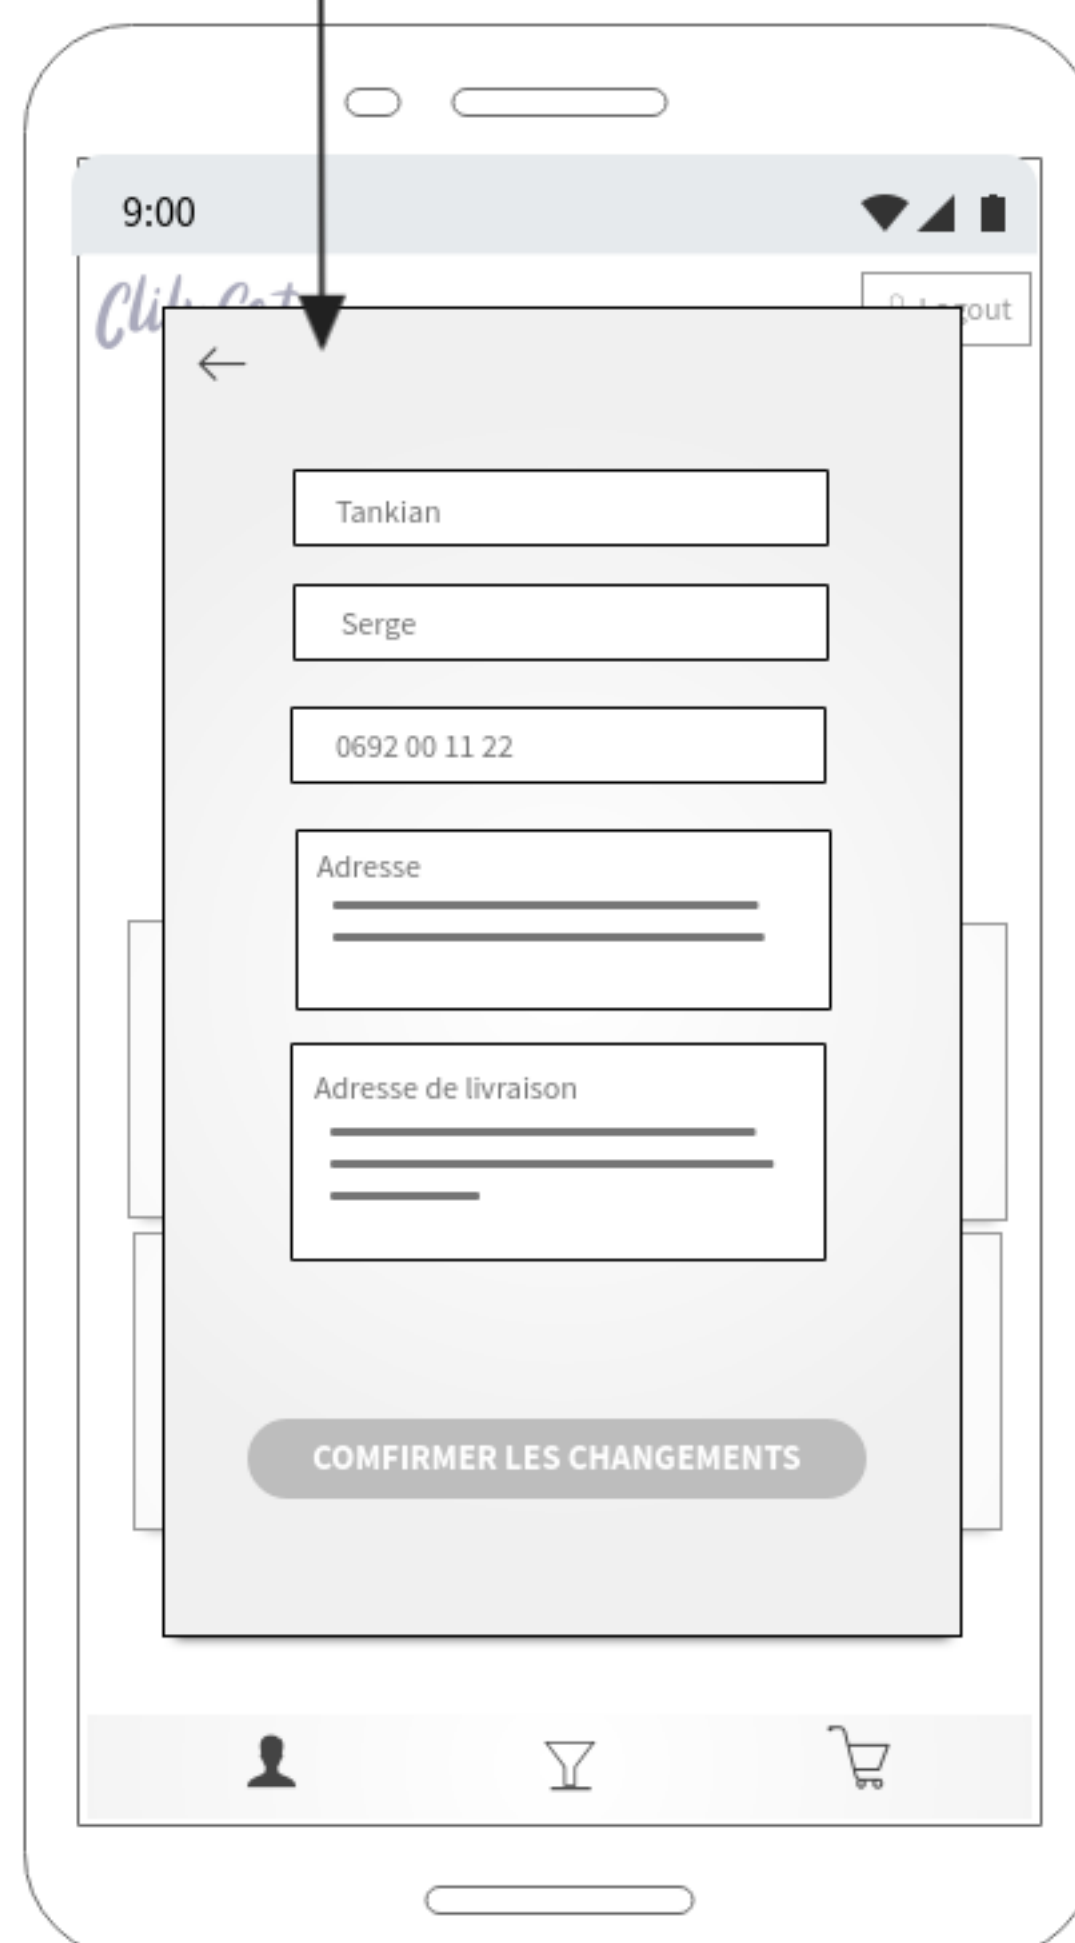 9:00
Tankian
Serge
0692 00 11 22
Adresse
Adresse de livraison
COMFIRMER LES CHANGEMENTS